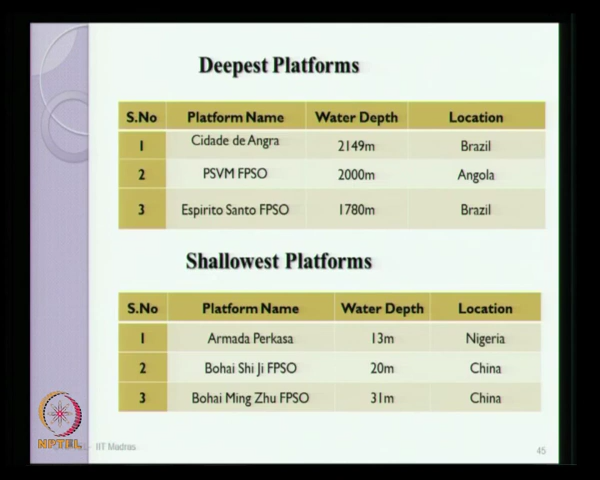 Deepest Platforms
S.No Platform Name Water Depth Location
1 Cidade de Angra 2149m Brazil
2 PSVM FPSO 2000m Angola
3 Espirito Santo FPSO 1780m Brazil
Shallowest Platforms
S.No Platform Name Water Depth Location
1 Armada Perkasa 13m Nigeria
2 Bohai Shi Ji FPSO 20m China
3 Bohai Ming Zhu FPSO 31m China
NPTEL
- IIT Madras
45